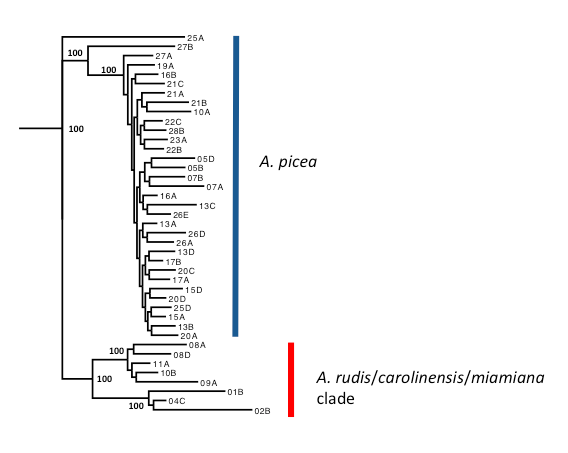 25A
27B
100
27A
100
19A
16B
21C
21A
21B
10A
22C
100
28B
23A
22B
05D
A. picea
05B
07B
07A
16A
13C
26E
13A
26D
26A
13D
17B
20C
17A
15D
20D
25D
15A
13B
20A
08A
100
08D
11A
10B
100
A. rudis/carolinensis/miamiana
09A
01B
clade
04C
100
02B